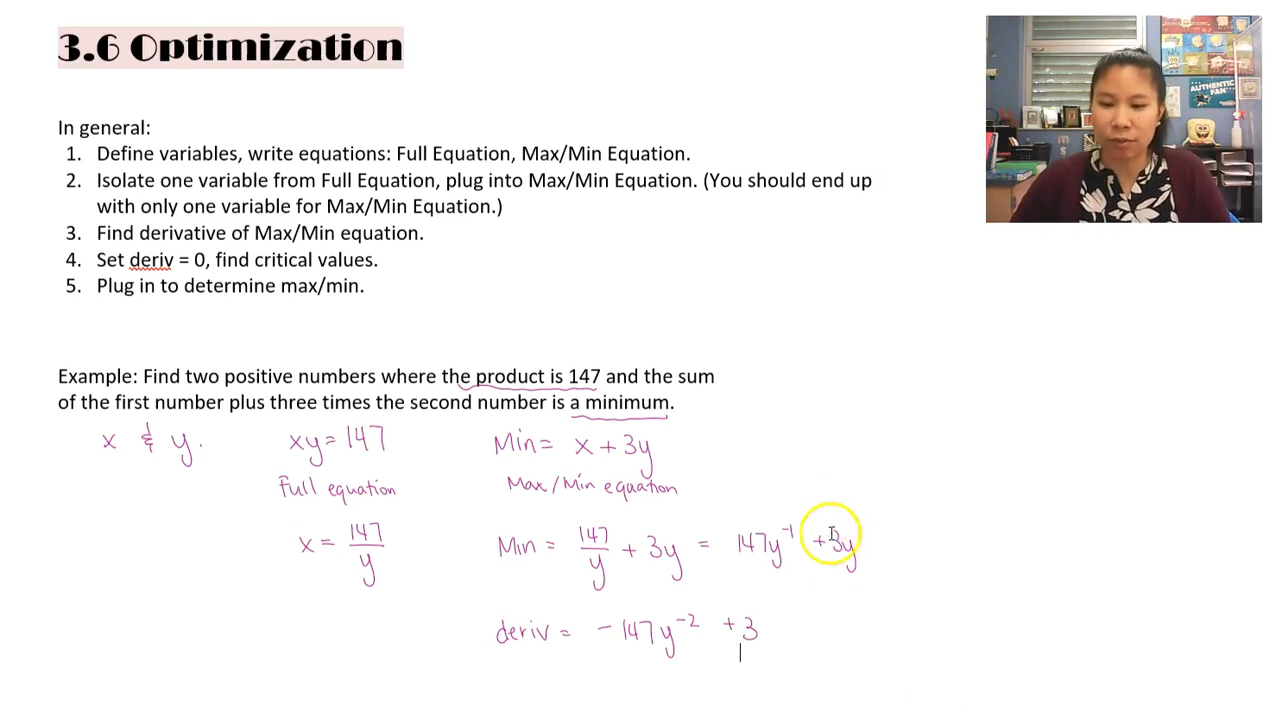 3.6 Optimization
AUTHENTIC
FAN
In general:
1. Define variables, write equations: Full Equation, Max/Min Equation.
2. Isolate one variable from Full Equation, plug into Max/Min Equation. (You should end up
with only one variable for Max/Min Equation.)
3. Find derivative of Max/Min equation.
4. Set deriv = 0, find critical values.
5. Plug in to determine max/min.
Example: Find two positive numbers where the product is 147 and the sum
of the first number plus three times the second number is a minimum.
x & y. xy = 147 Min = x + 3y
Full equation Max/Min equation
x = 147/y Min = 147/y + 3y = 147y⁻¹ + 3y
deriv = -147y⁻² + 3